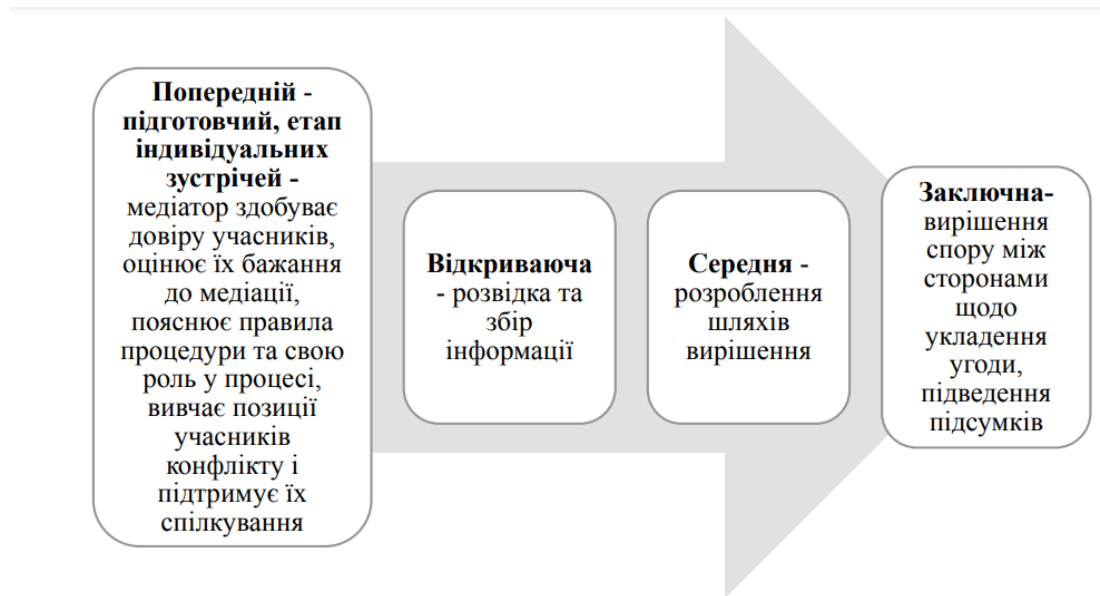 Попередній -
підготовчий, етап
індивідуальних
зустрічей -
медіатор здобуває
довіру учасників,
оцінює їх бажання
до медіації,
пояснює правила
процедури та свою
роль у процесі,
вивчає позиції
учасників
конфлікту і
підтримує їх
спілкування
Відкриваюча
- розвідка та
збір
інформації
Середня -
розроблення
шляхів
вирішення
Заключна-
вирішення
спору між
сторонами
щодо
укладення
угоди,
підведення
підсумків